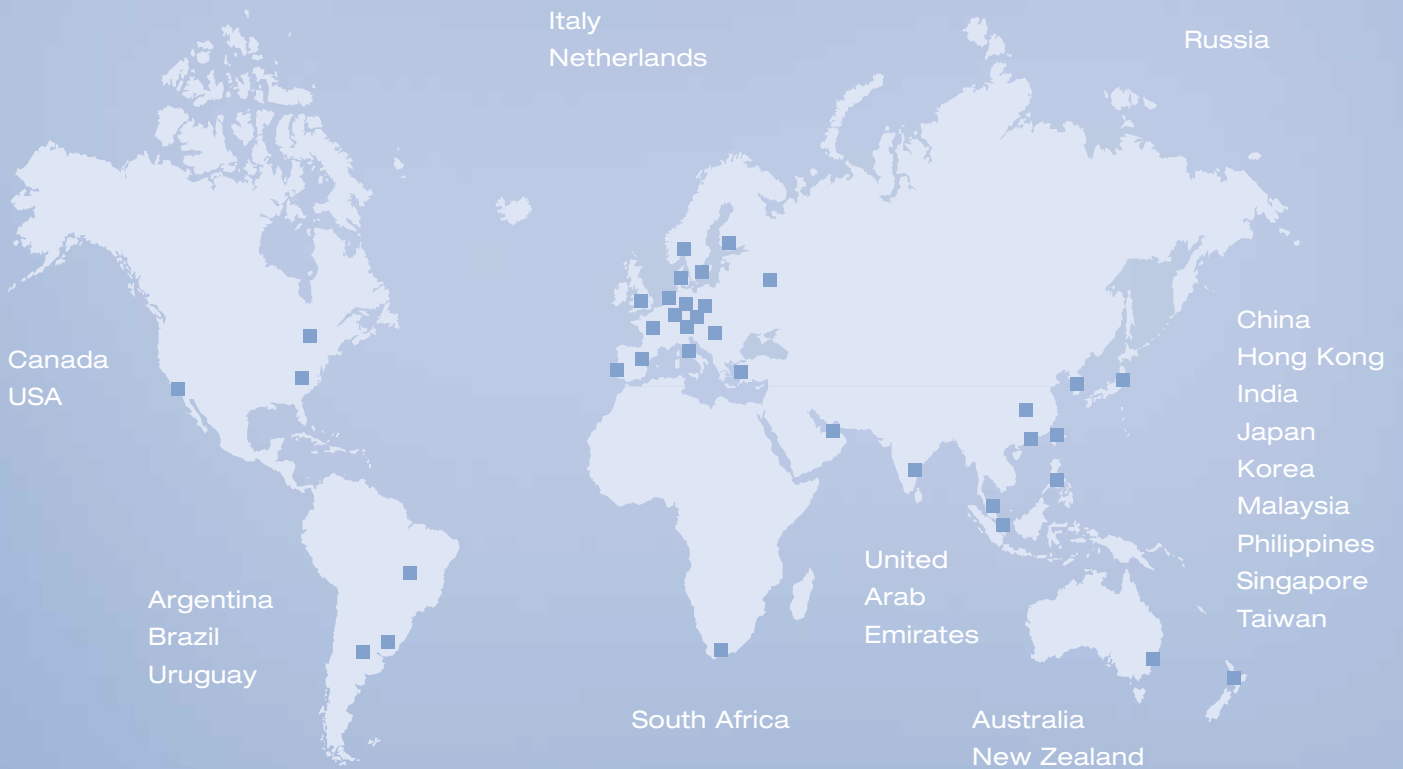 Italy
Netherlands
Russia
Canada
USA
China
Hong Kong
India
Japan
Korea
Malaysia
Philippines
Singapore
Taiwan
United
Arab
Emirates
Argentina
Brazil
Uruguay
South Africa
Australia
New Zealand